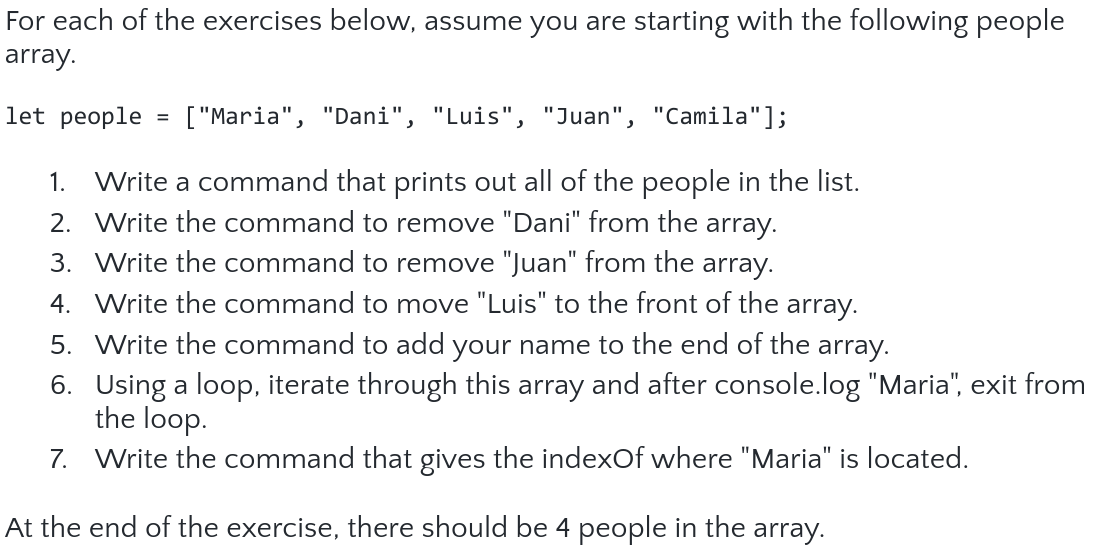 For each of the exercises below, assume you are starting with the following people
array.
let people = ["Maria", "Dani", "Luis", "Juan", "Camila"];
1. Write a command that prints out all of the people in the list.
2. Write the command to remove "Dani" from the array.
3. Write the command to remove "Juan" from the array.
4. Write the command to move "Luis" to the front of the array.
5. Write the command to add your name to the end of the array.
6. Using a loop, iterate through this array and after console.log "Maria", exit from
the loop.
7. Write the command that gives the indexOf where "Maria" is located.
At the end of the exercise, there should be 4 people in the array.